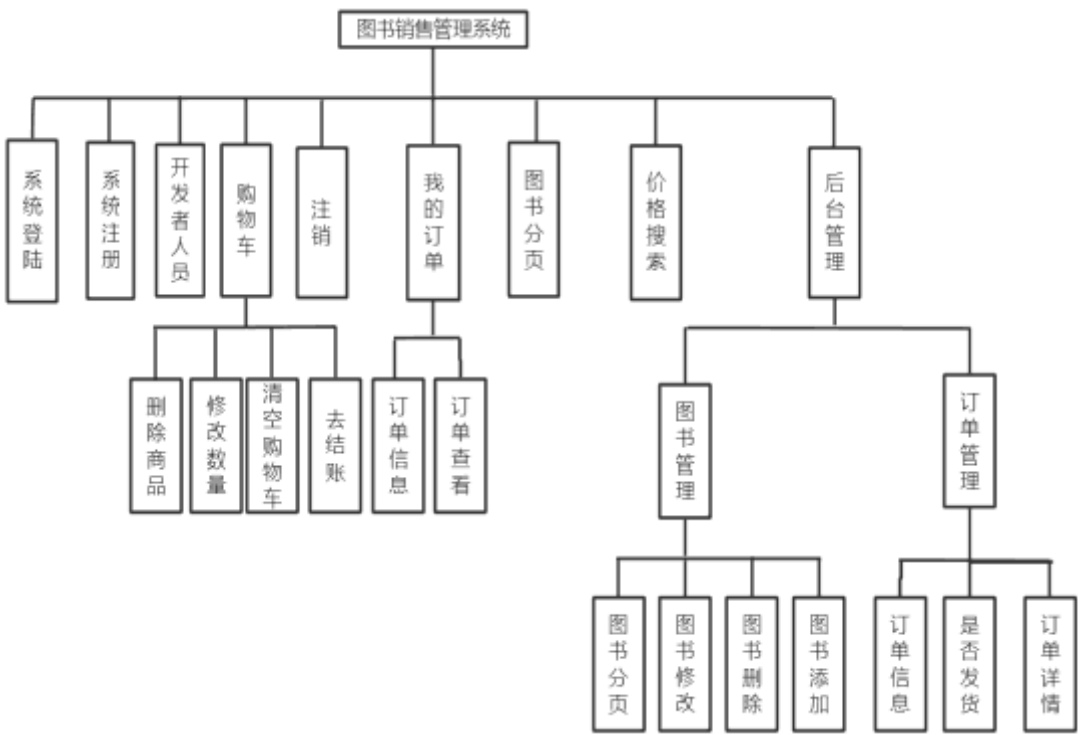 图书销售管理系统
系统登陆
系统注册
开发者人员
购物车
注销
我的订单
图书分页
价格搜索
后台管理
删除商品
修改数量
清空购物车
去结账
订单信息
订单查看
图书管理
订单管理
图书分页
图书修改
图书删除
图书添加
订单信息
是否发货
订单详情